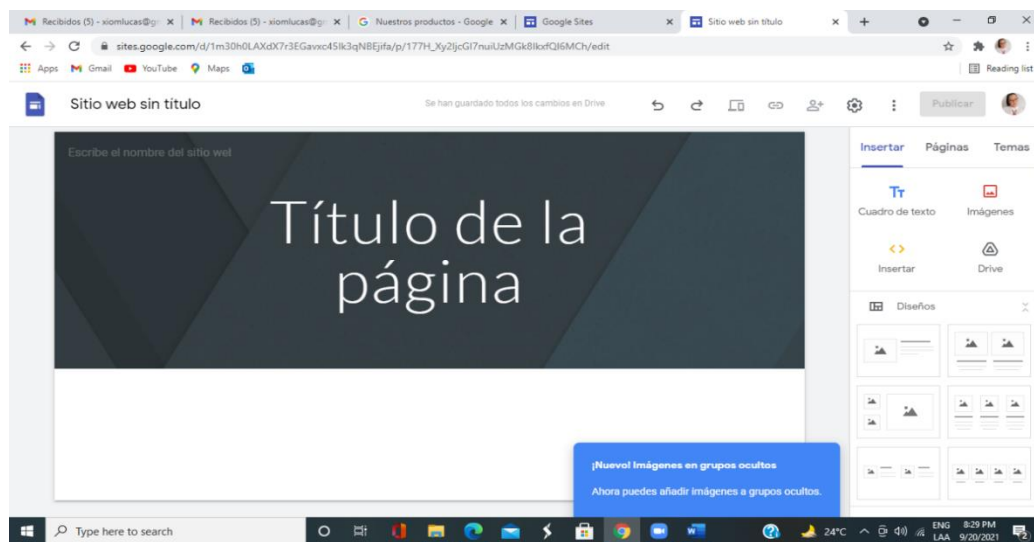 Recibidos (5) - xiomlucas@gm
Recibidos (5) - xiomlucas@gm
Nuestros productos - Google
Google Sites
Sitio web sin título
Apps
Gmail
YouTube
Maps
Reading list
Sitio web sin título
Se han guardado todos los cambios en Drive
Publicar
Escribe el nombre del sitio wel
Título de la
página
Insertar Páginas Temas
Cuadro de texto
Imágenes
Insertar
Drive
Diseños
¡Nuevo! Imágenes en grupos ocultos
Ahora puedes añadir imágenes a grupos ocultos.
Type here to search
24°C
ENG
LAA
8:29 PM
9/20/2021